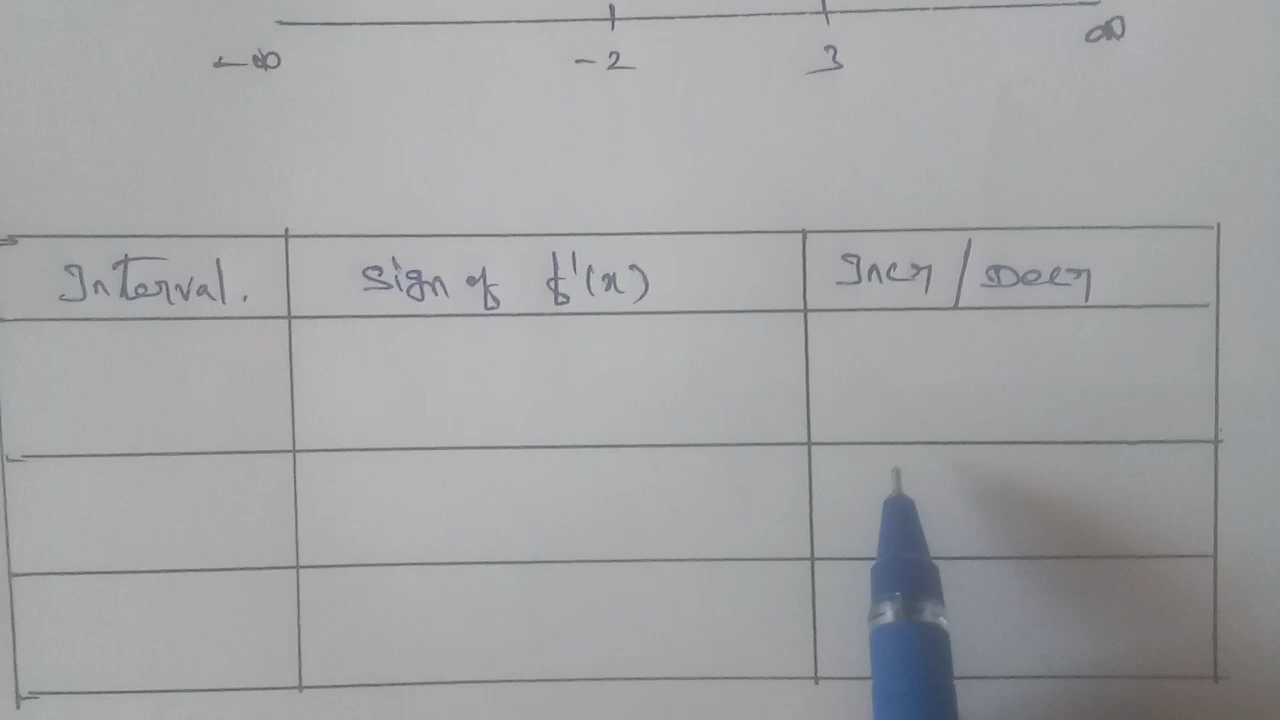 -∞ -2 3 ∞
Interval. Sign of f'(x) Incr / Decr